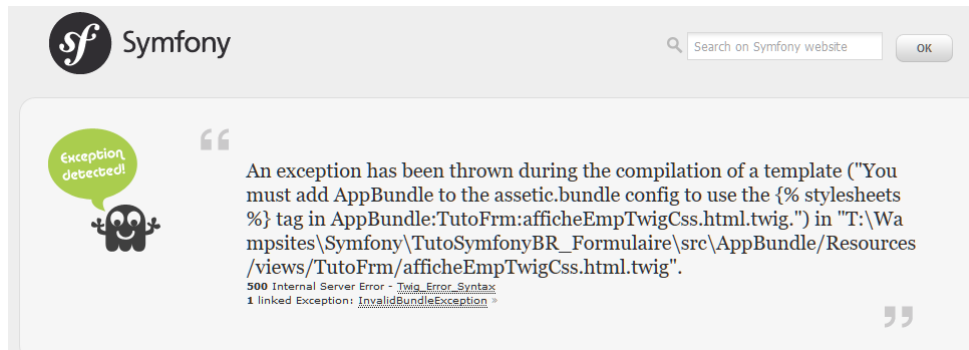 sf Symfony
Search on Symfony website
OK
Exception
detected!
An exception has been thrown during the compilation of a template ("You
must add AppBundle to the assetic.bundle config to use the {% stylesheets
%} tag in AppBundle:TutoFrm:afficheEmpTwigCss.html.twig.") in "T:\Wa
mpsites\Symfony\TutoSymfonyBR_Formulaire\src\AppBundle/Resources
/views/TutoFrm/afficheEmpTwigCss.html.twig".
500 Internal Server Error - Twig_Error_Syntax
1 linked Exception: InvalidBundleException »